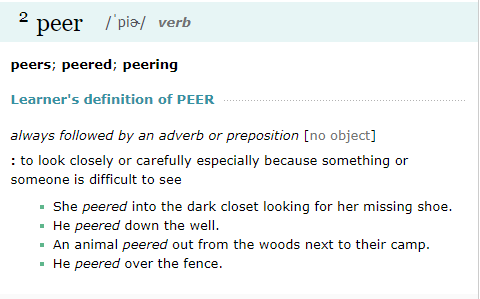 2 peer /ˈpiɚ/ verb
peers; peered; peering
Learner's definition of PEER
always followed by an adverb or preposition [no object]
: to look closely or carefully especially because something or
someone is difficult to see
She peered into the dark closet looking for her missing shoe.
He peered down the well.
An animal peered out from the woods next to their camp.
He peered over the fence.